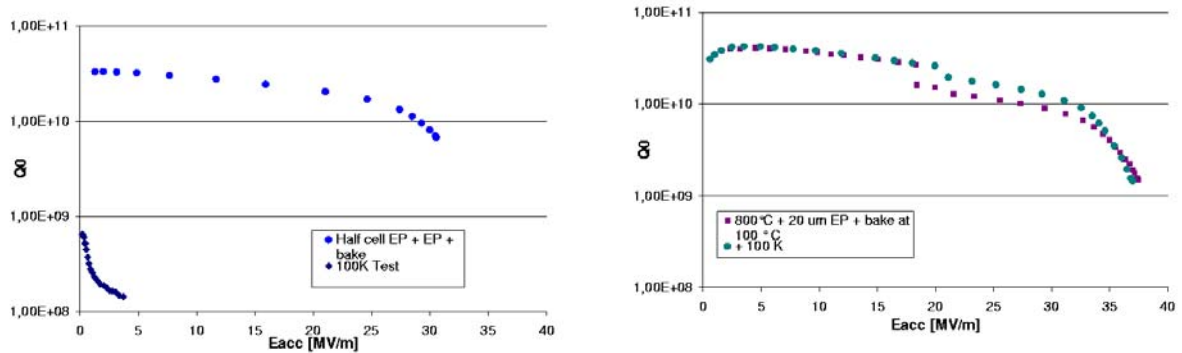 1,00E+11
1,00E+10
1,00E+09
1,00E+08
Q0
0 5 10 15 20 25 30 35 40
Eacc [MV/m]
Half cell EP + EP +
bake
100K Test
1,00E+11
1,00E+10
1,00E+09
1,00E+08
Q0
0 5 10 15 20 25 30 35 40
Eacc [MV/m]
800°C + 20 um EP + bake at
100 °C
+ 100 K